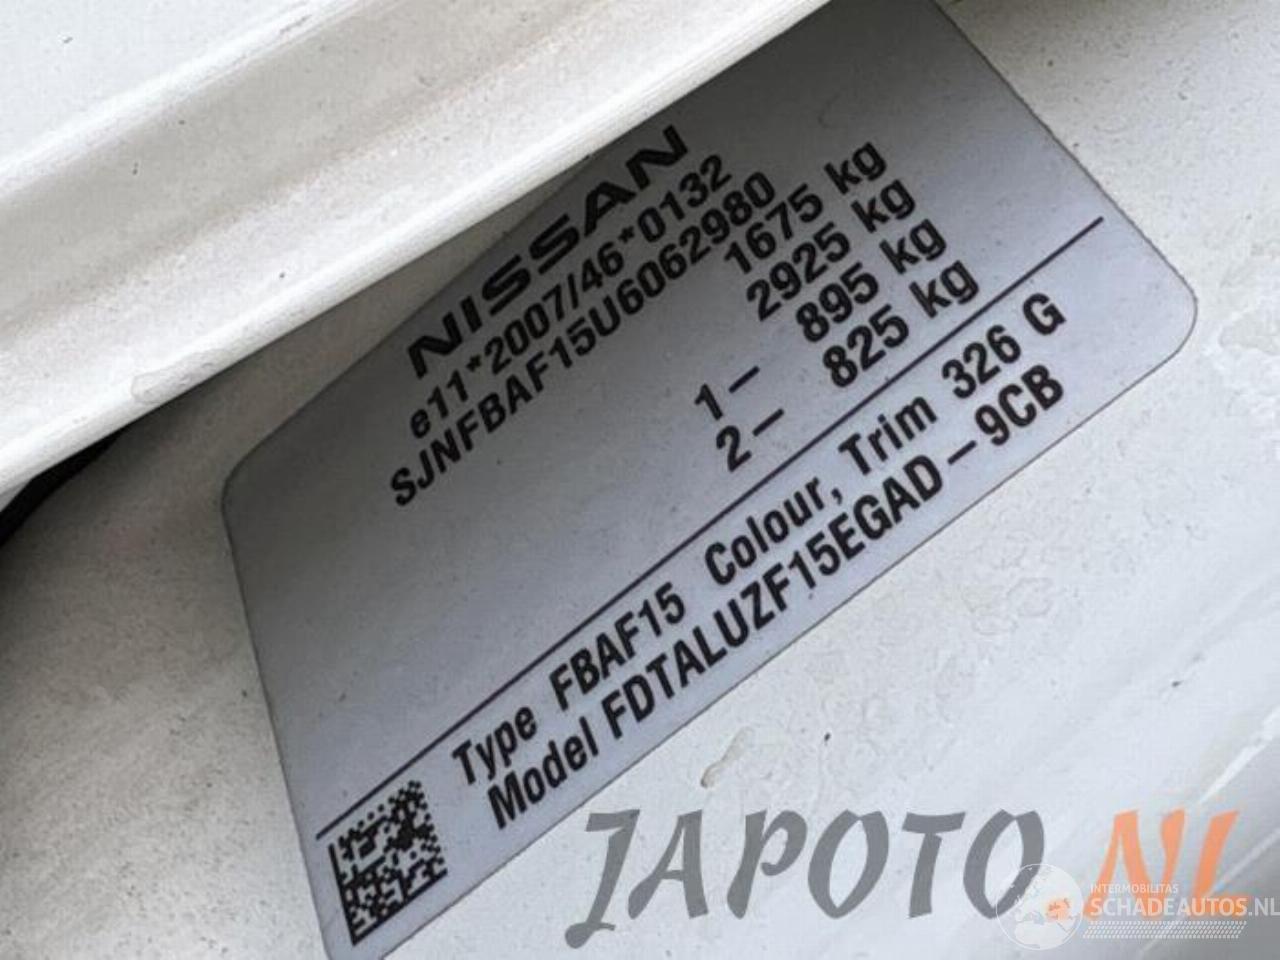 NISSAN
e11*2007/46*0132
SJNFBAF15U6062980
1675 kg
2925 kg
1– 895 kg
2– 825 kg
Type FBAF15 Colour, Trim 326 G
Model FDTALUZF15EGAD–9CB
JAPOTO.NL
INTERMOBILITAS
SCHADEAUTOS.NL